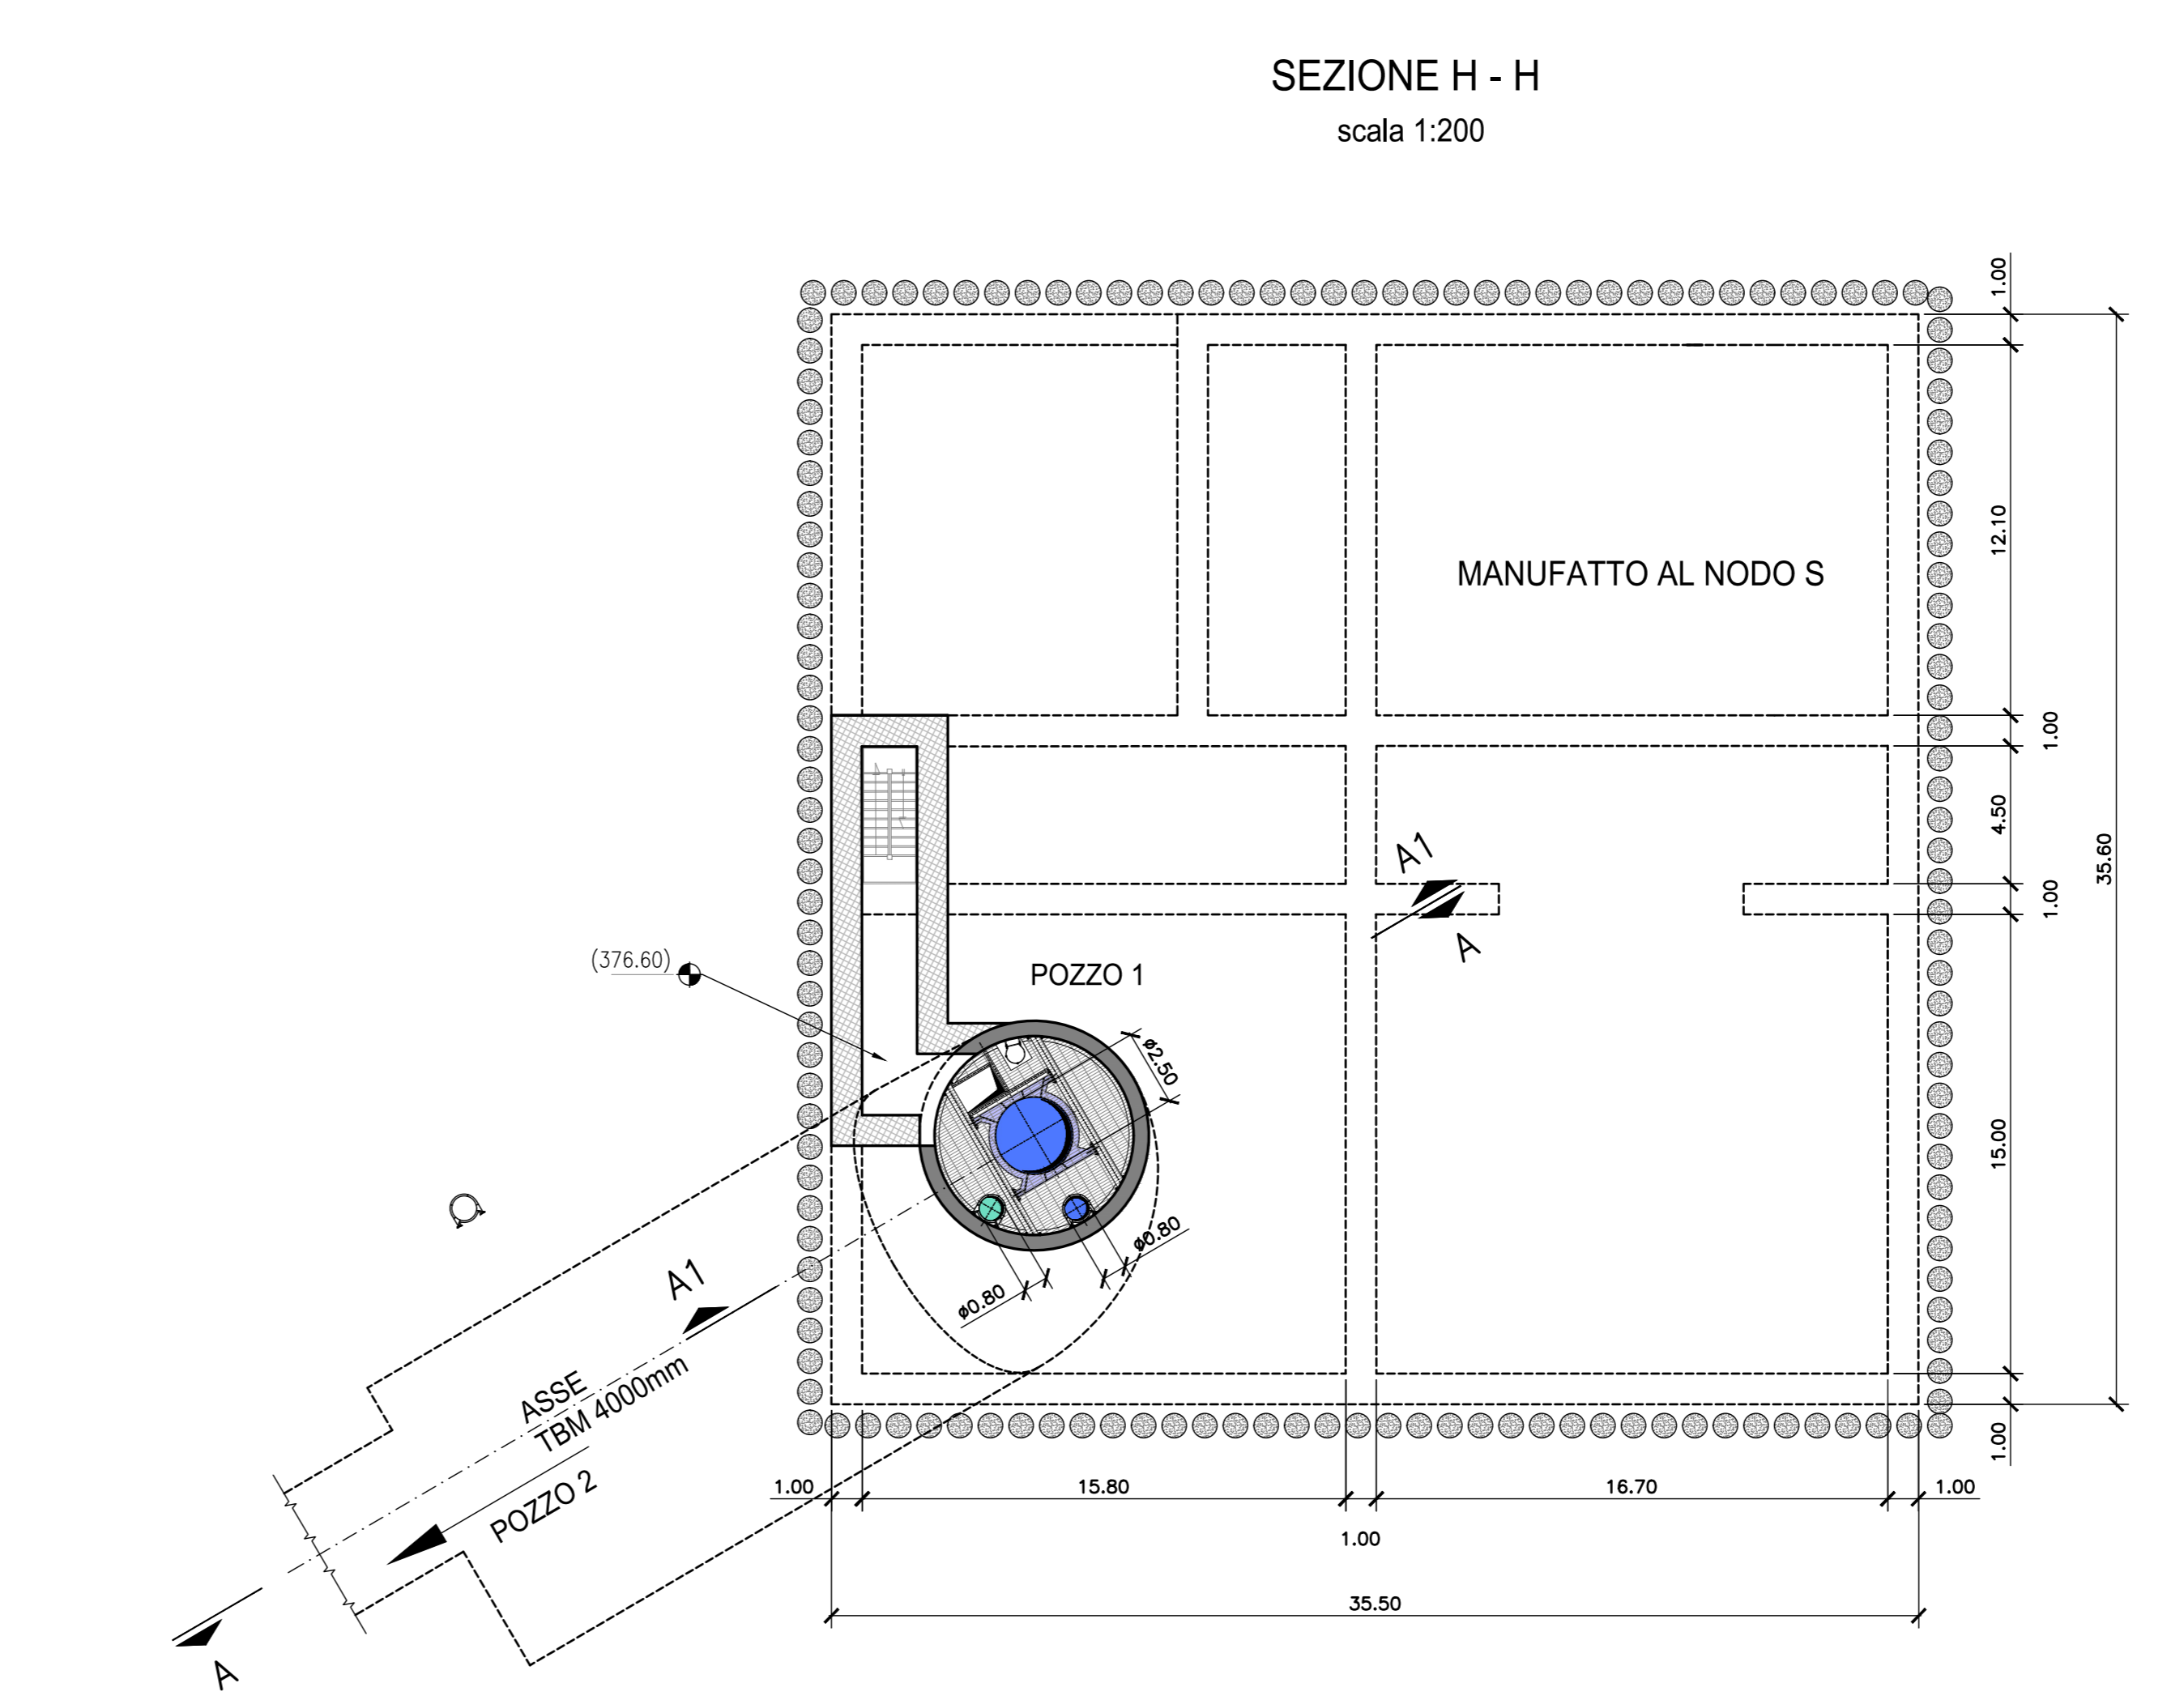 SEZIONE H - H
scala 1:200
1.00
12.10
MANUFATTO AL NODO S
1.00
4.50
35.60
A1
1.00
A
(376.60)
POZZO 1
ø2.50
15.00
ø0.80
ø0.80
A1
ASSE
TBM 4000mm
POZZO 2
1.00
1.00
15.80
16.70
1.00
1.00
35.50
A